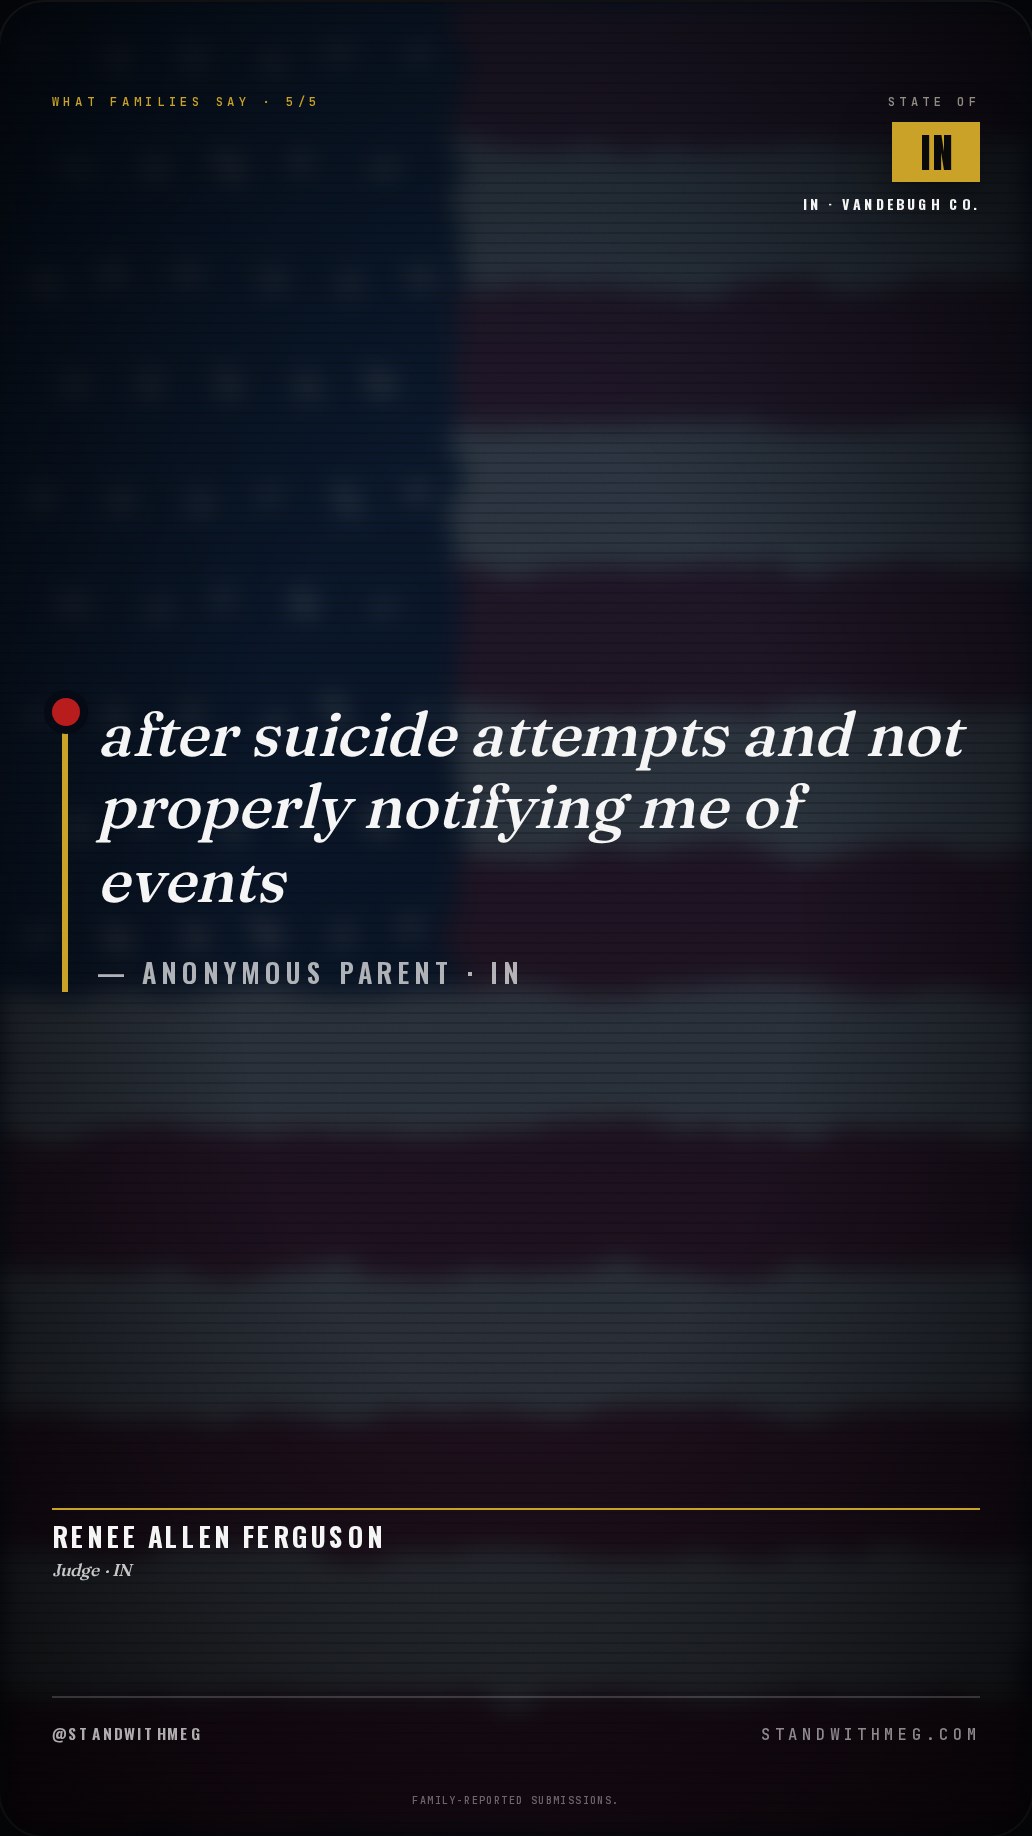 WHAT FAMILIES SAY · 5/5
STATE OF
IN
IN · VANDEBUGH CO.
after suicide attempts and not
properly notifying me of
events
— ANONYMOUS PARENT · IN
RENEE ALLEN FERGUSON
Judge · IN
@STANDWITHMEG
STANDWITHMEG.COM
FAMILY-REPORTED SUBMISSIONS.